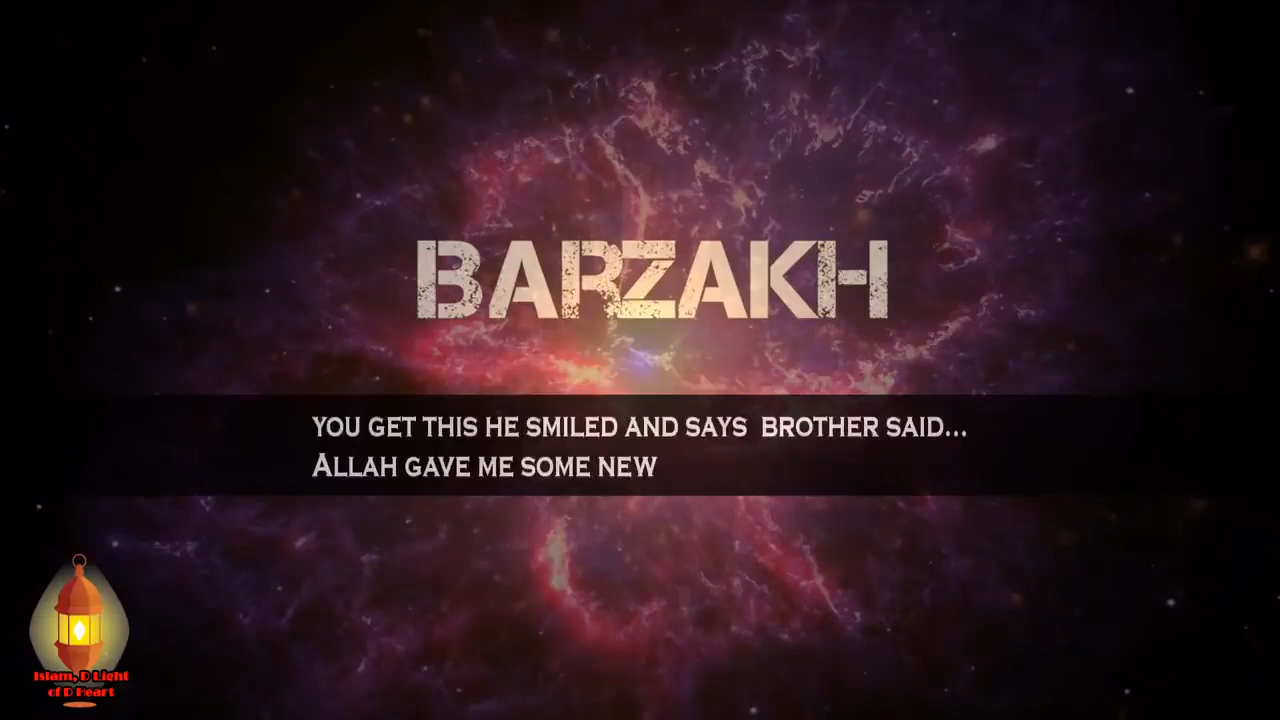 BARZAKH
YOU GET THIS HE SMILED AND SAYS BROTHER SAID...
ALLAH GAVE ME SOME NEW
Islam, D Light
of D Heart